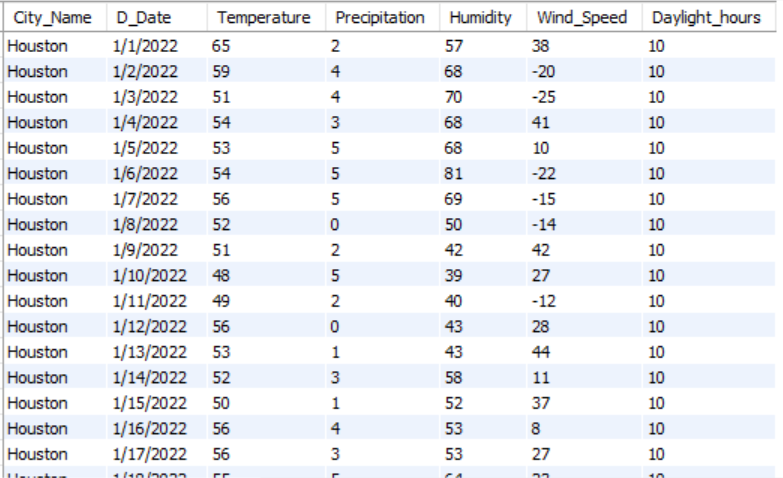 City_Name D_Date Temperature Precipitation Humidity Wind_Speed Daylight_hours
Houston 1/1/2022 65 2 57 38 10
Houston 1/2/2022 59 4 68 -20 10
Houston 1/3/2022 51 4 70 -25 10
Houston 1/4/2022 54 3 68 41 10
Houston 1/5/2022 53 5 68 10 10
Houston 1/6/2022 54 5 81 -22 10
Houston 1/7/2022 56 5 69 -15 10
Houston 1/8/2022 52 0 50 -14 10
Houston 1/9/2022 51 2 42 42 10
Houston 1/10/2022 48 5 39 27 10
Houston 1/11/2022 49 2 40 -12 10
Houston 1/12/2022 56 0 43 28 10
Houston 1/13/2022 53 1 43 44 10
Houston 1/14/2022 52 3 58 11 10
Houston 1/15/2022 50 1 52 37 10
Houston 1/16/2022 56 4 53 8 10
Houston 1/17/2022 56 3 53 27 10